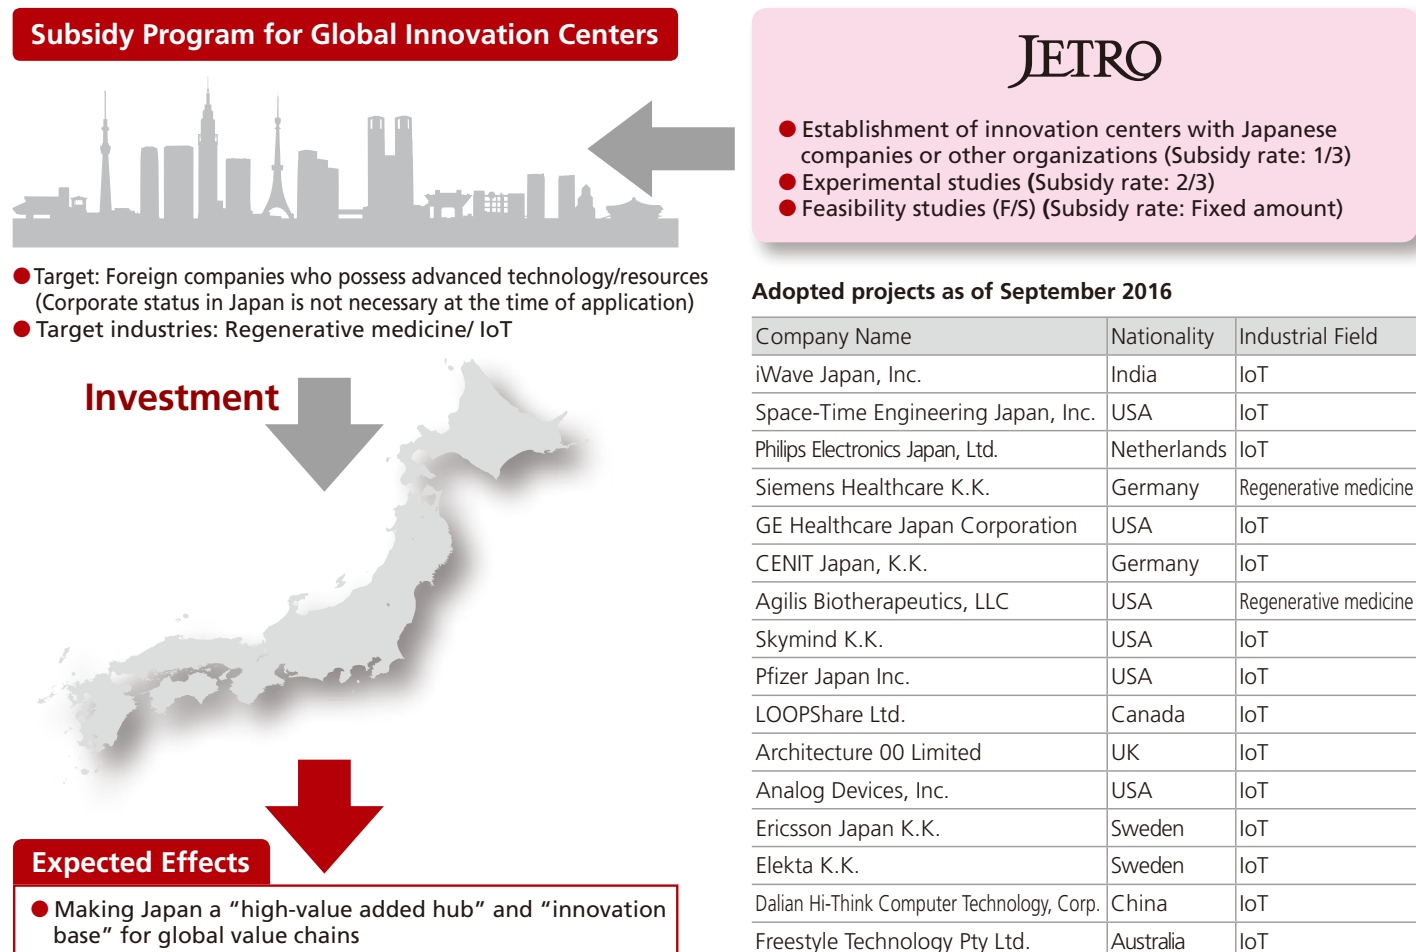 Subsidy Program for Global Innovation Centers
JETRO
● Establishment of innovation centers with Japanese
companies or other organizations (Subsidy rate: 1/3)
● Experimental studies (Subsidy rate: 2/3)
● Feasibility studies (F/S) (Subsidy rate: Fixed amount)
● Target: Foreign companies who possess advanced technology/resources
(Corporate status in Japan is not necessary at the time of application)
● Target industries: Regenerative medicine/ IoT
Investment
Expected Effects
● Making Japan a “high-value added hub” and “innovation
base” for global value chains
Adopted projects as of September 2016
Company Name Nationality Industrial Field
iWave Japan, Inc. India IoT
Space-Time Engineering Japan, Inc. USA IoT
Philips Electronics Japan, Ltd. Netherlands IoT
Siemens Healthcare K.K. Germany Regenerative medicine
GE Healthcare Japan Corporation USA IoT
CENIT Japan, K.K. Germany IoT
Agilis Biotherapeutics, LLC USA Regenerative medicine
Skymind K.K. USA IoT
Pfizer Japan Inc. USA IoT
LOOPShare Ltd. Canada IoT
Architecture 00 Limited UK IoT
Analog Devices, Inc. USA IoT
Ericsson Japan K.K. Sweden IoT
Elekta K.K. Sweden IoT
Dalian Hi-Think Computer Technology, Corp. China IoT
Freestyle Technology Pty Ltd. Australia IoT